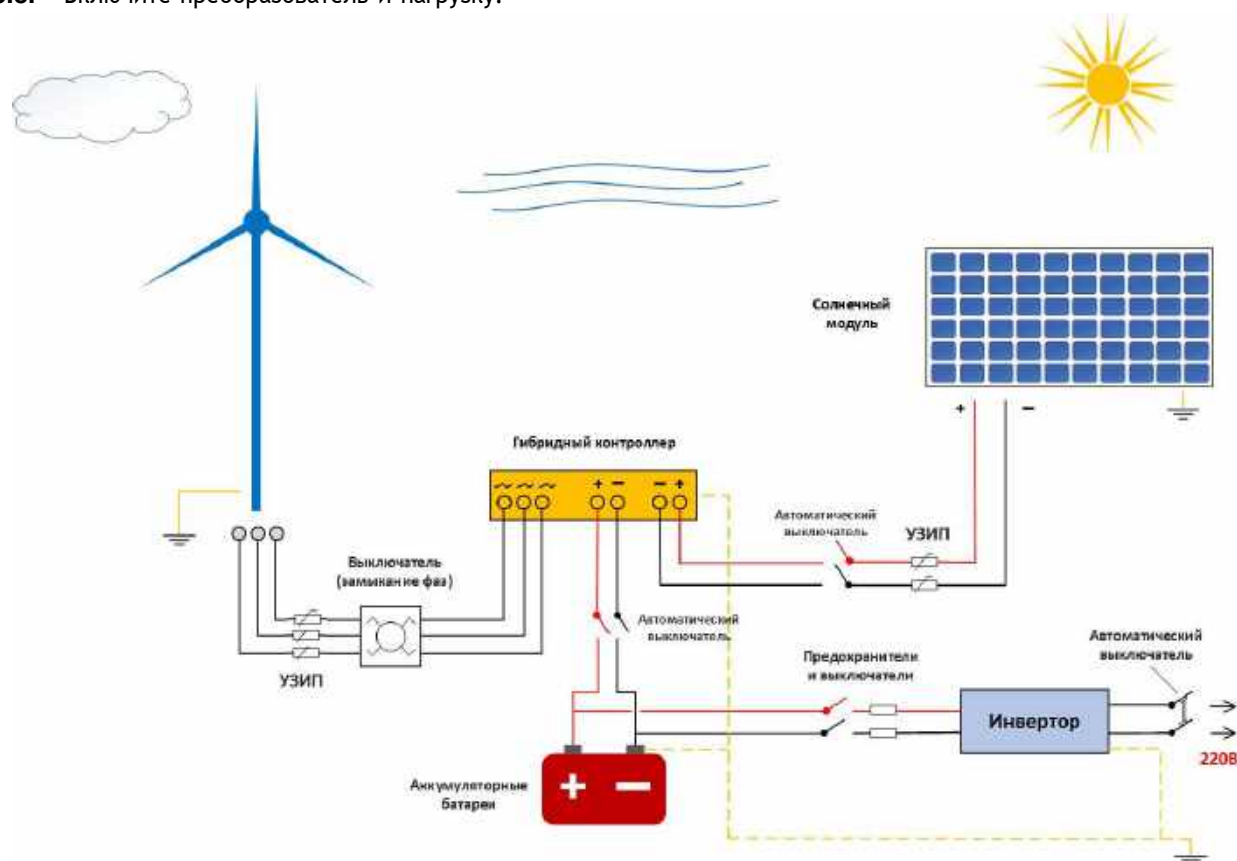 Включите преобразователь и нагрузку.
Солнечный
модуль
+ −
Гибридный контроллер
~ ~ ~ + − − +
Автоматический
выключатель
УЗИП
Выключатель
(замыкание фаз)
Автоматический
выключатель
УЗИП
Автоматический
выключатель
Предохранители
и выключатели
Инвертор
220В
Аккумуляторные
батареи
+ −